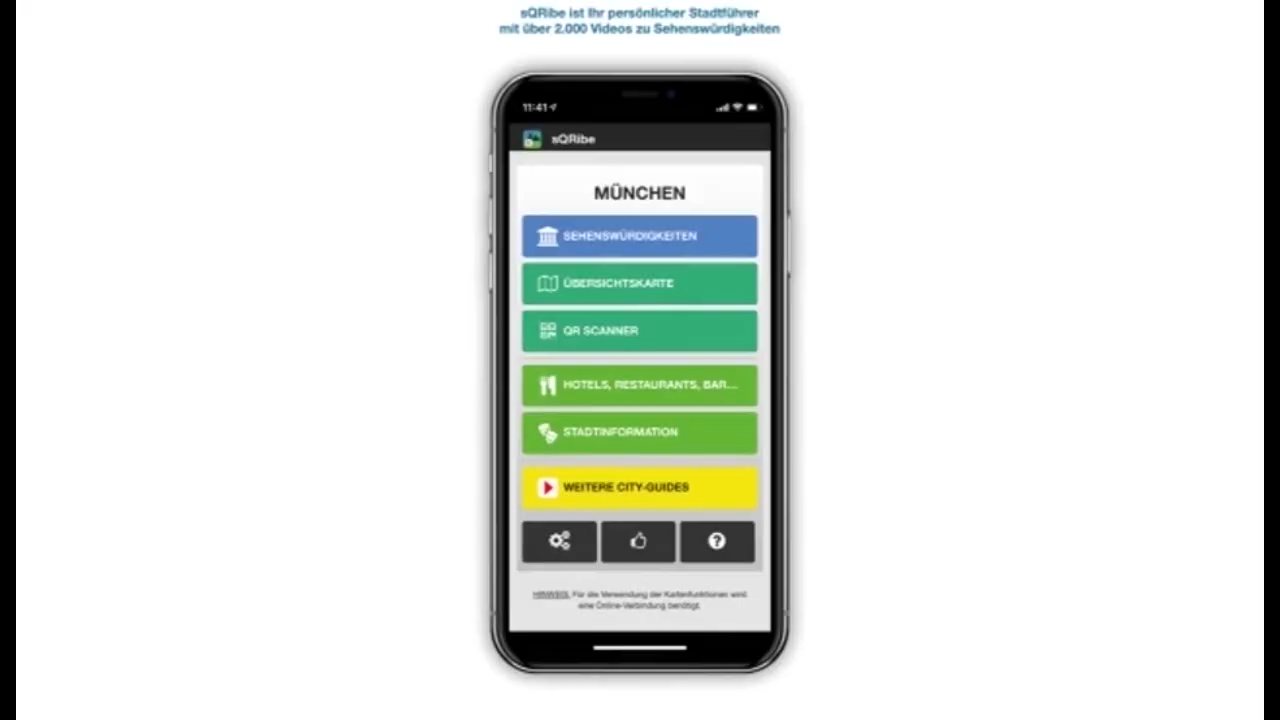 sQRibe ist Ihr persönlicher Stadtführer
mit über 2.000 Videos zu Sehenswürdigkeiten
11:41
sQRibe
MÜNCHEN
SEHENSWÜRDIGKEITEN
ÜBERSICHTSKARTE
QR SCANNER
HOTELS, RESTAURANTS, BAR...
STADTINFORMATION
WEITERE CITY-GUIDES
HINWEIS: Für die Verwendung der Kartenfunktionen wird
eine Online-Verbindung benötigt.